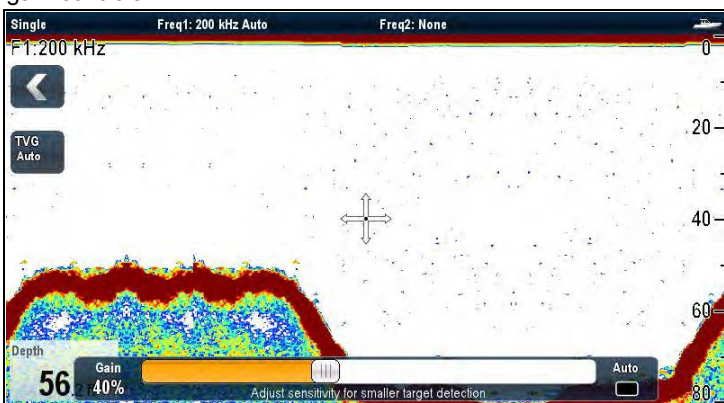 Single Freq1: 200 kHz Auto Freq2: None
F1:200 kHz
0
TVG
Auto
20
40
60
Depth
56.
Gain
40%
Auto
Adjust sensitivity for smaller target detection
80